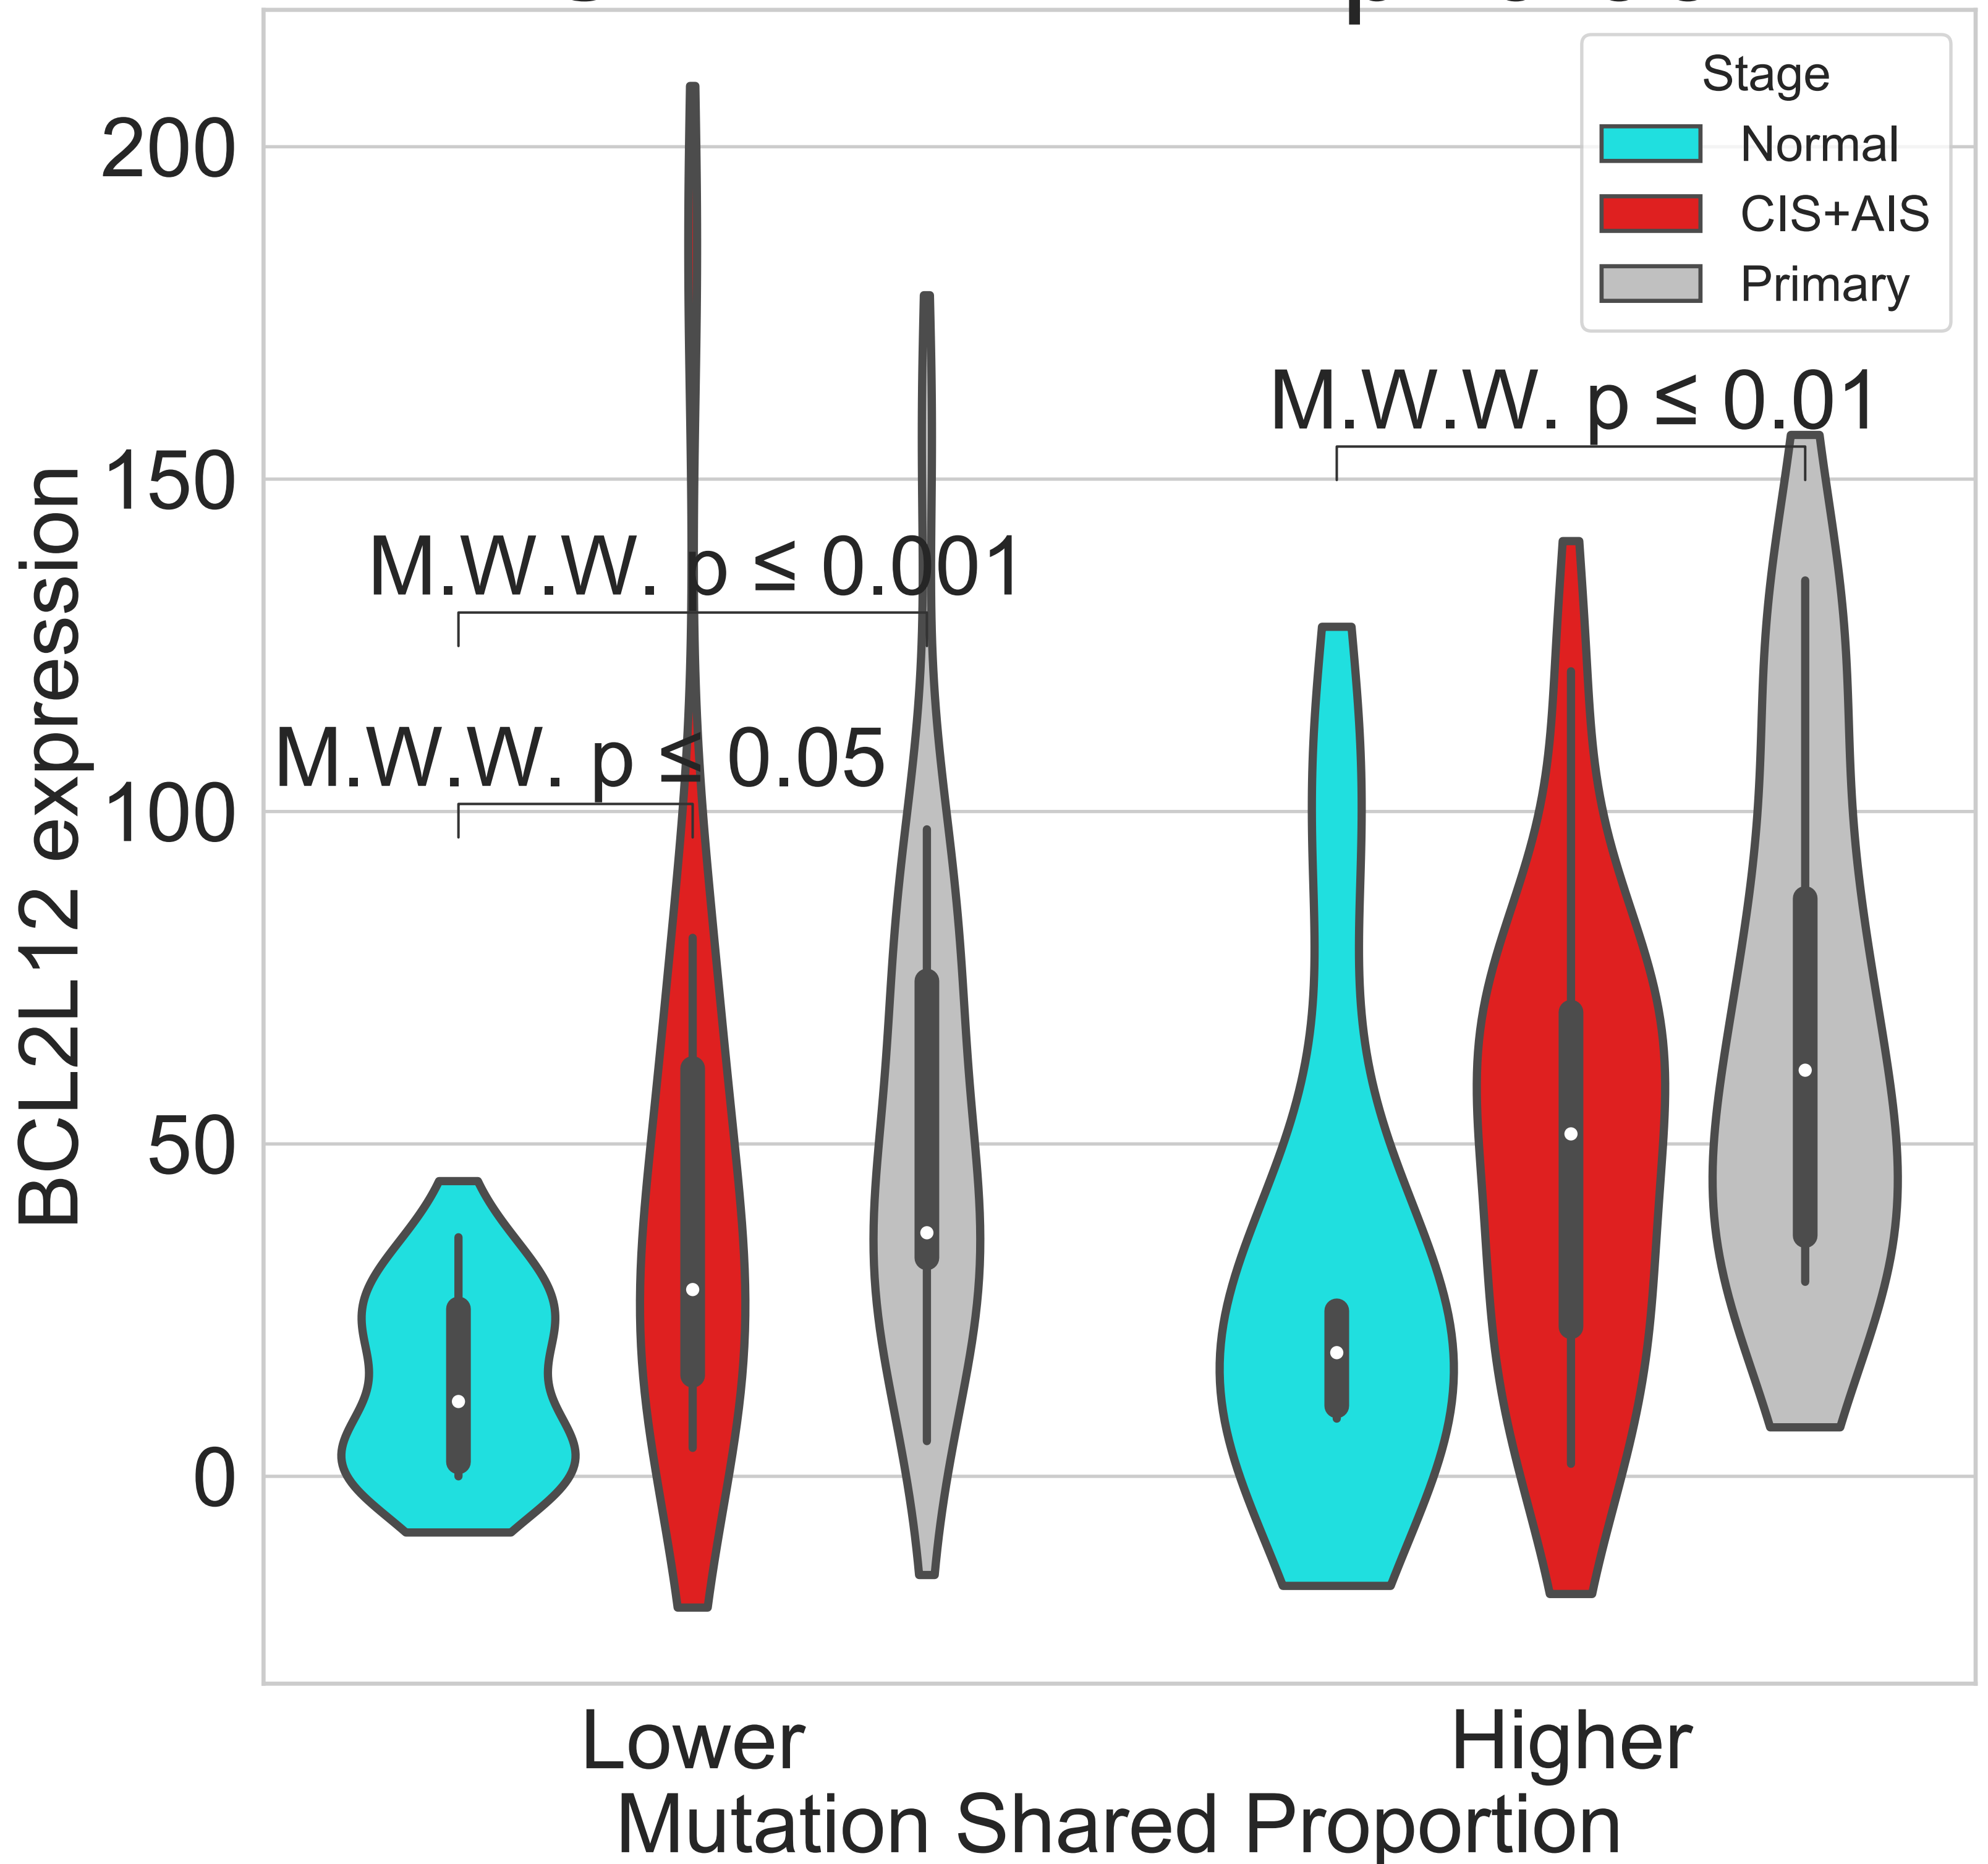 Stage
Normal
CIS+AIS
Primary
200
150
100
50
0
BCL2L12 expression
M.W.W. p ≤ 0.01
M.W.W. p ≤ 0.001
M.W.W. p ≤ 0.05
Lower
Higher
Mutation Shared Proportion